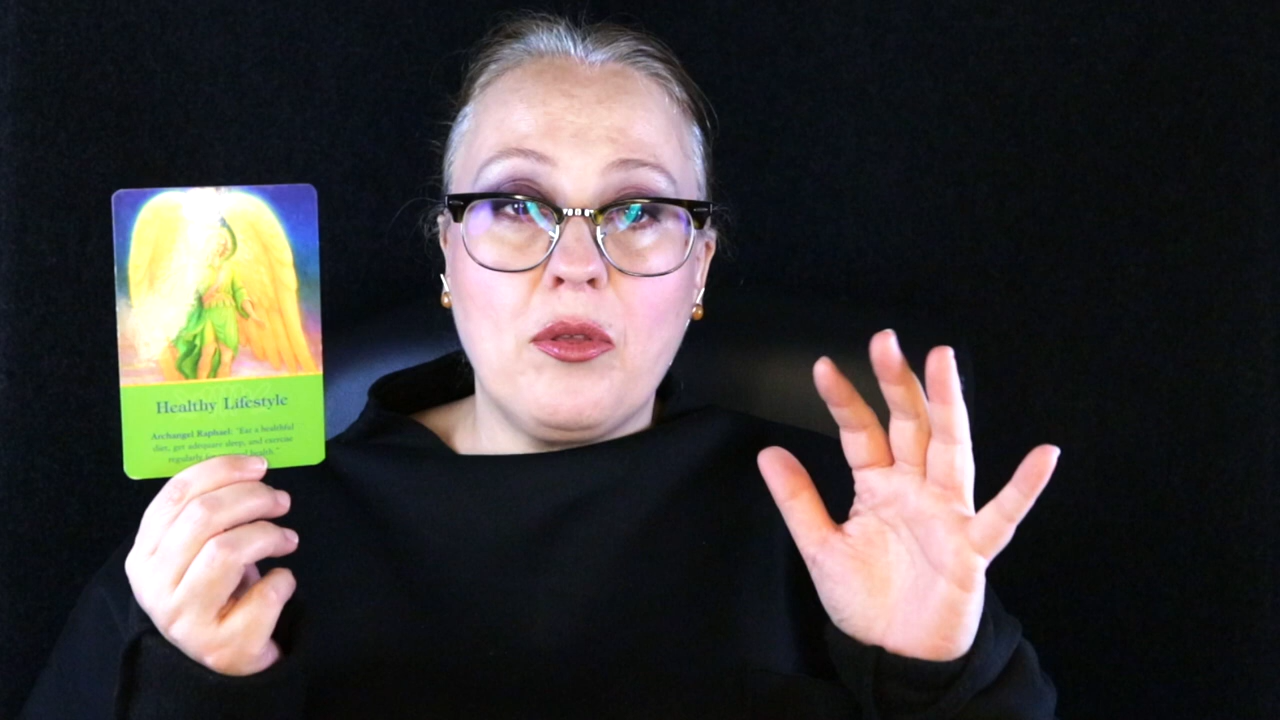 Healthy Lifestyle
Archangel Raphael: "Eat a healthful
diet, get adequate sleep, and exercise
regularly health."